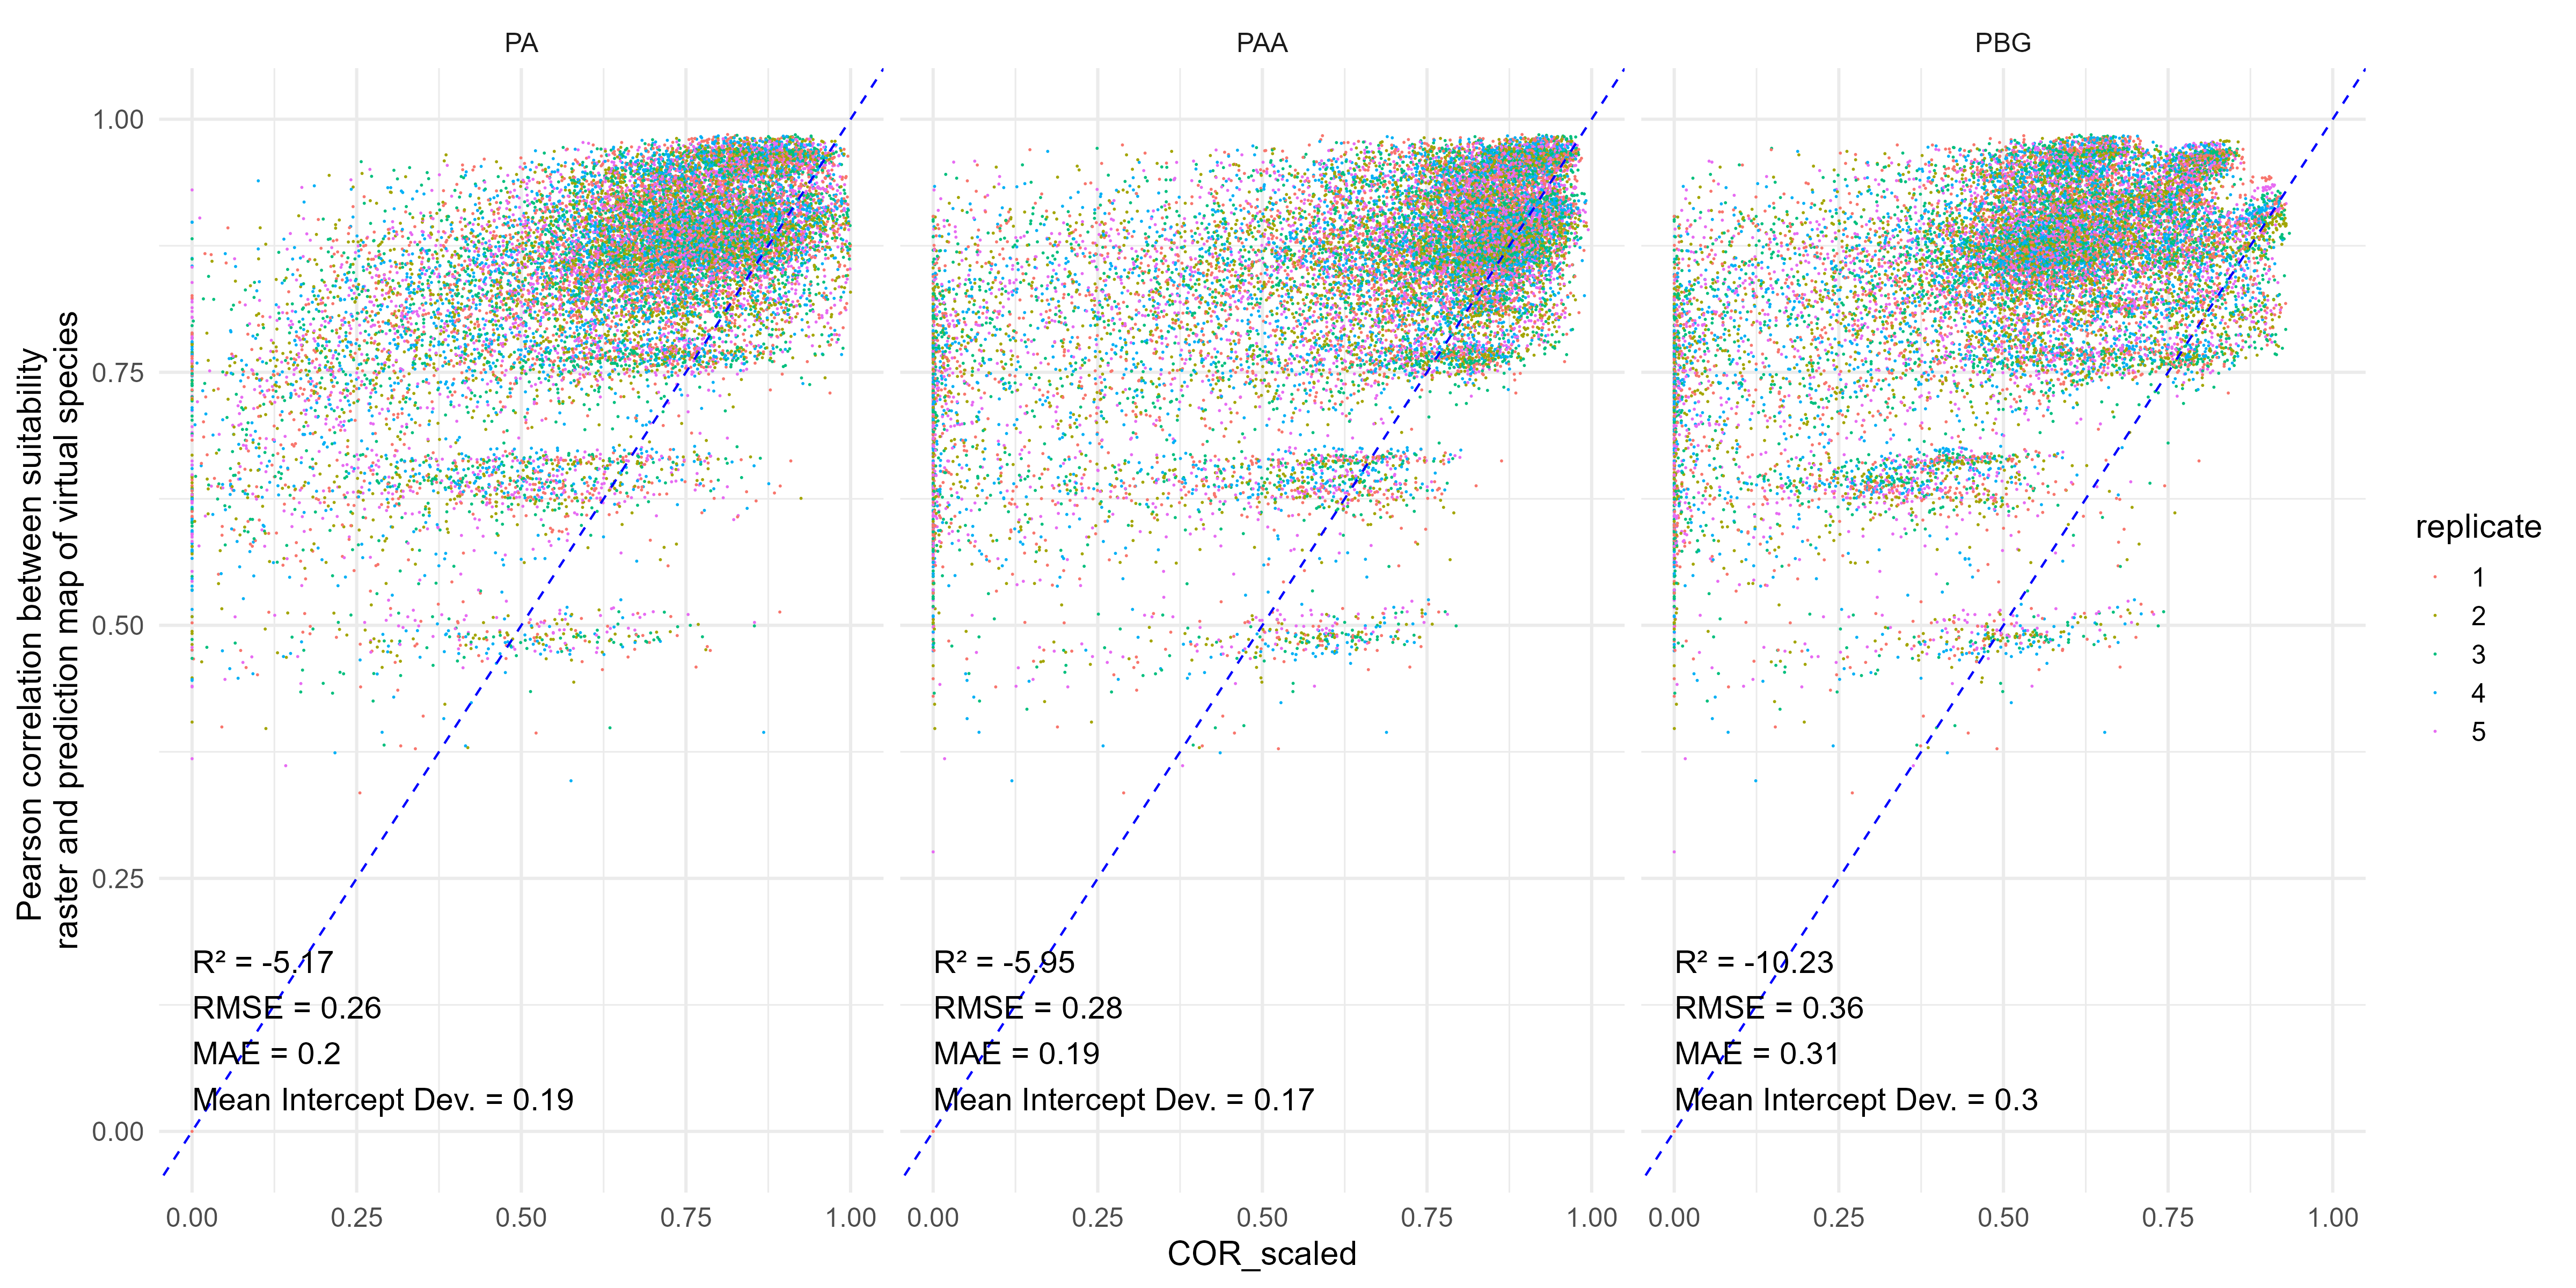 PA
PAA
PBG
Pearson correlation between suitability
raster and prediction map of virtual species
1.00
0.75
0.50
0.25
0.00
R² = -5.17
RMSE = 0.26
MAE = 0.2
Mean Intercept Dev. = 0.19
R² = -5.95
RMSE = 0.28
MAE = 0.19
Mean Intercept Dev. = 0.17
R² = -10.23
RMSE = 0.36
MAE = 0.31
Mean Intercept Dev. = 0.3
0.00 0.25 0.50 0.75 1.00
0.00 0.25 0.50 0.75 1.00
0.00 0.25 0.50 0.75 1.00
COR_scaled
replicate
1
2
3
4
5